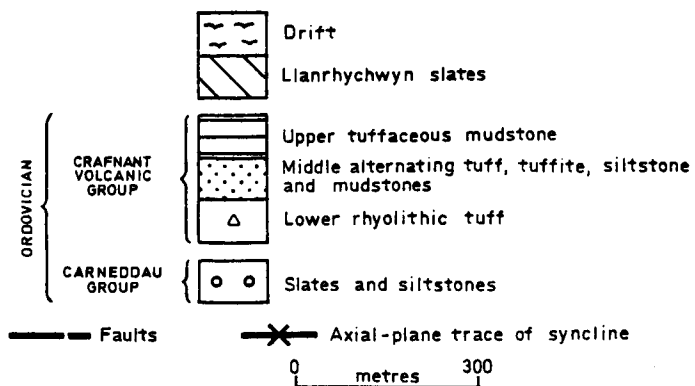 Drift
Llanrhychwyn slates
ORDOVICIAN
CRAFNANT
VOLCANIC
GROUP
Upper tuffaceous mudstone
Middle alternating tuff, tuffite, siltstone
and mudstones
Lower rhyolithic tuff
CARNEDDAU
GROUP
Slates and siltstones
Faults
Axial-plane trace of syncline
0 metres 300